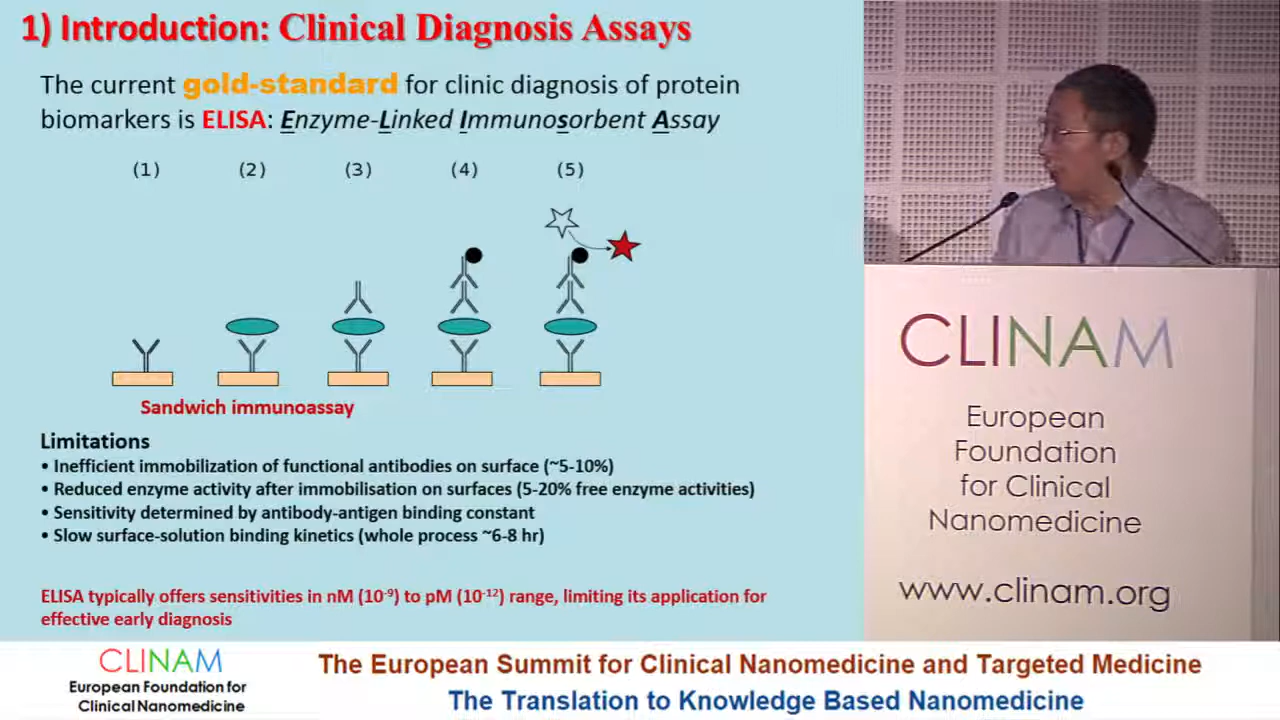 1) Introduction: Clinical Diagnosis Assays
The current gold-standard for clinic diagnosis of protein
biomarkers is ELISA: Enzyme-Linked Immunosorbent Assay
(1) (2) (3) (4) (5)
Sandwich immunoassay
Limitations
• Inefficient immobilization of functional antibodies on surface (~5-10%)
• Reduced enzyme activity after immobilisation on surfaces (5-20% free enzyme activities)
• Sensitivity determined by antibody-antigen binding constant
• Slow surface-solution binding kinetics (whole process ~6-8 hr)
ELISA typically offers sensitivities in nM (10⁻⁹) to pM (10⁻¹²) range, limiting its application for
effective early diagnosis
CLINAM
European
Foundation
for Clinical
Nanomedicine
www.clinam.org
CLINAM
European Foundation for
Clinical Nanomedicine
The European Summit for Clinical Nanomedicine and Targeted Medicine
The Translation to Knowledge Based Nanomedicine